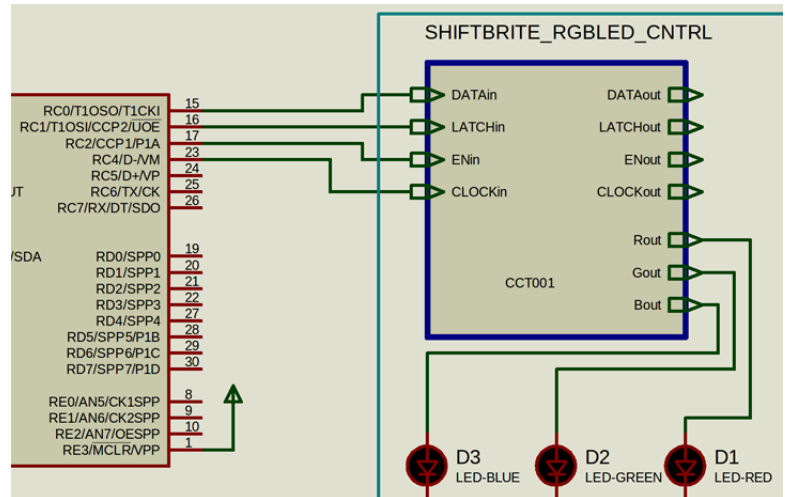 SHIFTBRITE_RGBLED_CNTRL
RC0/T1OSO/T1CKI 15
RC1/T1OSI/CCP2/UOE 16
RC2/CCP1/P1A 17
RC4/D-/VM 23
RC5/D+/VP 24
RC6/TX/CK 25
RC7/RX/DT/SDO 26
UT
/SDA
RD0/SPP0 19
RD1/SPP1 20
RD2/SPP2 21
RD3/SPP3 22
RD4/SPP4 27
RD5/SPP5/P1B 28
RD6/SPP6/P1C 29
RD7/SPP7/P1D 30
RE0/AN5/CK1SPP 8
RE1/AN6/CK2SPP 9
RE2/AN7/OESPP 10
RE3/MCLR/VPP 1
DATAin DATAout
LATCHin LATCHout
ENin ENout
CLOCKin CLOCKout
Rout
Gout
Bout
CCT001
D3
LED-BLUE
D2
LED-GREEN
D1
LED-RED